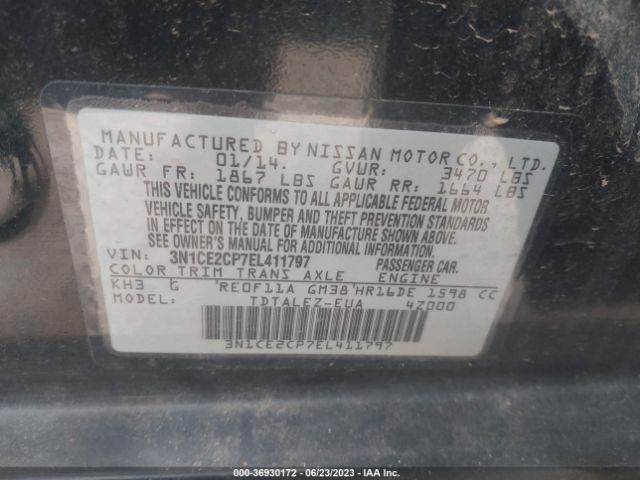 MANUFACTURED BY NISSAN MOTOR CO., LTD.
DATE: 01/14. GVWR: 3470 LBS
GAWR FR: 1867 LBS GAWR RR: 1664 LBS
THIS VEHICLE CONFORMS TO ALL APPLICABLE FEDERAL MOTOR
VEHICLE SAFETY, BUMPER AND THEFT PREVENTION STANDARDS
IN EFFECT ON THE DATE OF MANUFACTURE SHOWN ABOVE.
SEE OWNER'S MANUAL FOR ADDITIONAL INFORMATION.
VIN: 3N1CE2CP7EL411797 PASSENGER CAR.
COLOR TRIM TRANS AXLE ENGINE
KH3 G RE0F11A GM38 HR16DE 1598 CC
MODEL: TDTALEZ-EUA 4Z000
3N1CE2CP7EL411797
STOCK: 36930172 - 06/23/2023 - IAA Inc.